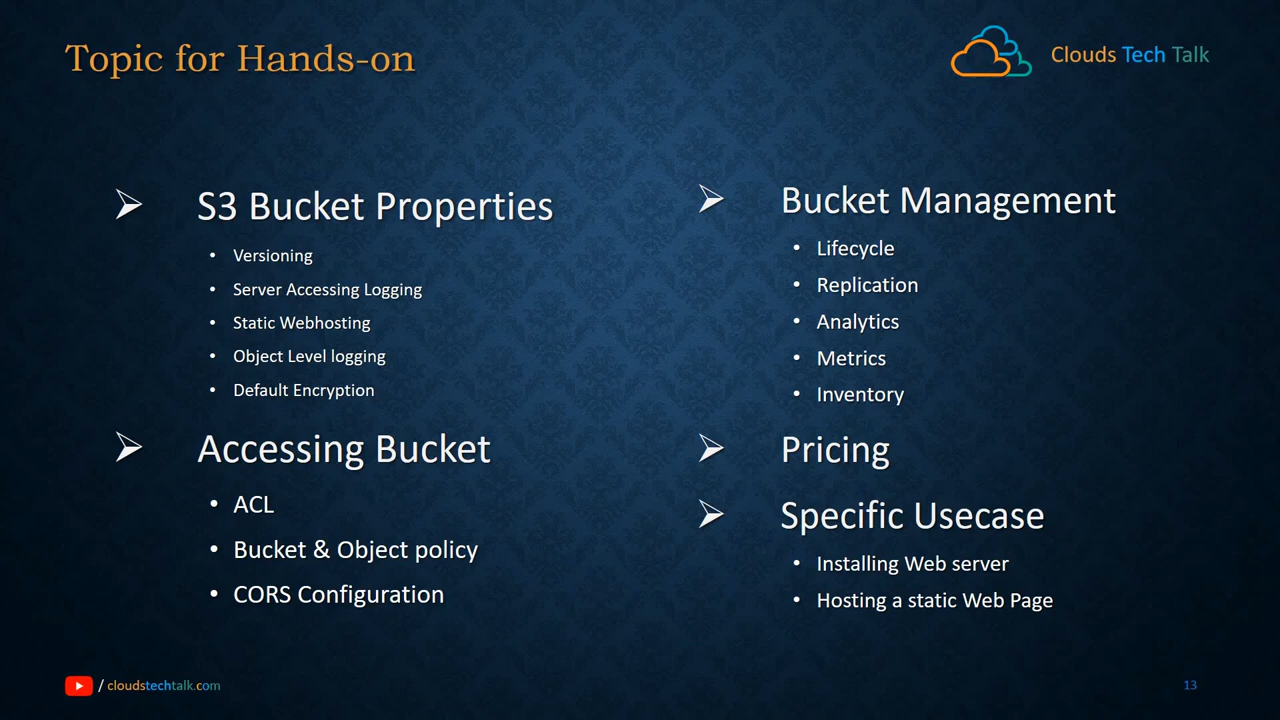 Topic for Hands-on
Clouds Tech Talk
S3 Bucket Properties
Versioning
Server Accessing Logging
Static Webhosting
Object Level logging
Default Encryption
Accessing Bucket
ACL
Bucket & Object policy
CORS Configuration
Bucket Management
Lifecycle
Replication
Analytics
Metrics
Inventory
Pricing
Specific Usecase
Installing Web server
Hosting a static Web Page
/ cloudstechtalk.com
13